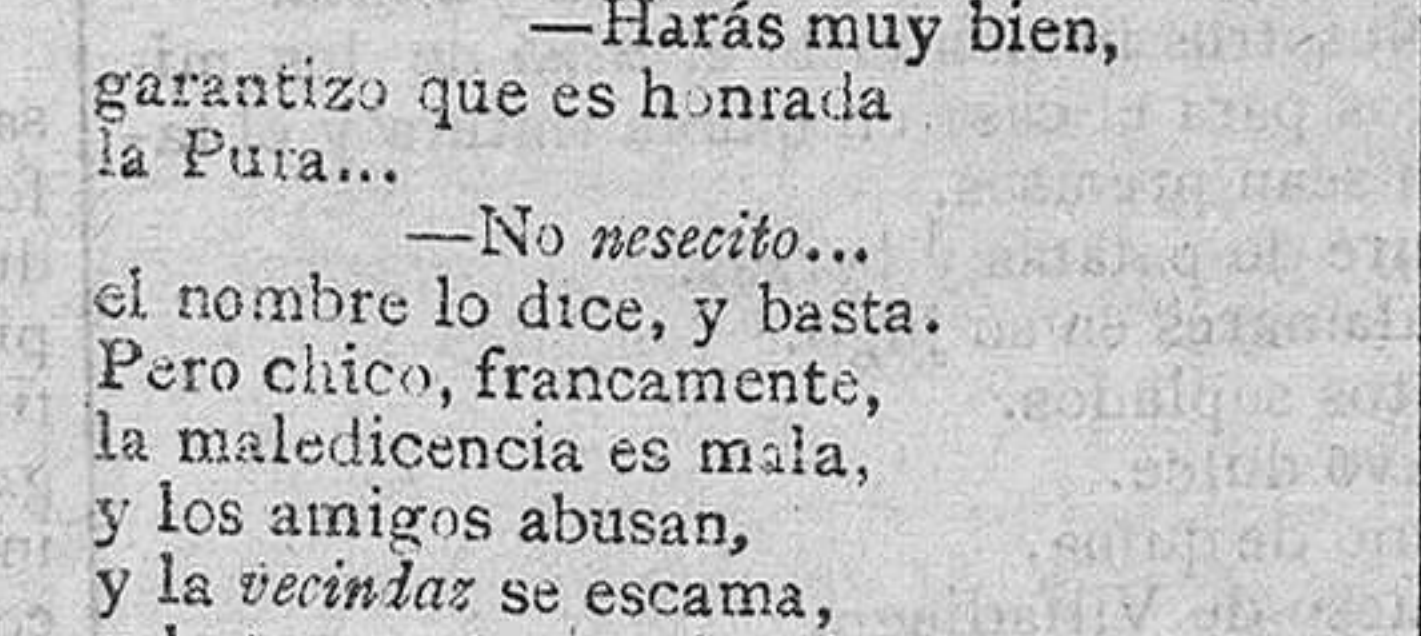 —Harás muy bien,
garantizo que es honrada
la Pura...
—No nesecito...
el nombre lo dice, y basta.
Pero chico, francamente,
la maledicencia es mala,
y los amigos abusan,
y la vecindaz se escama,